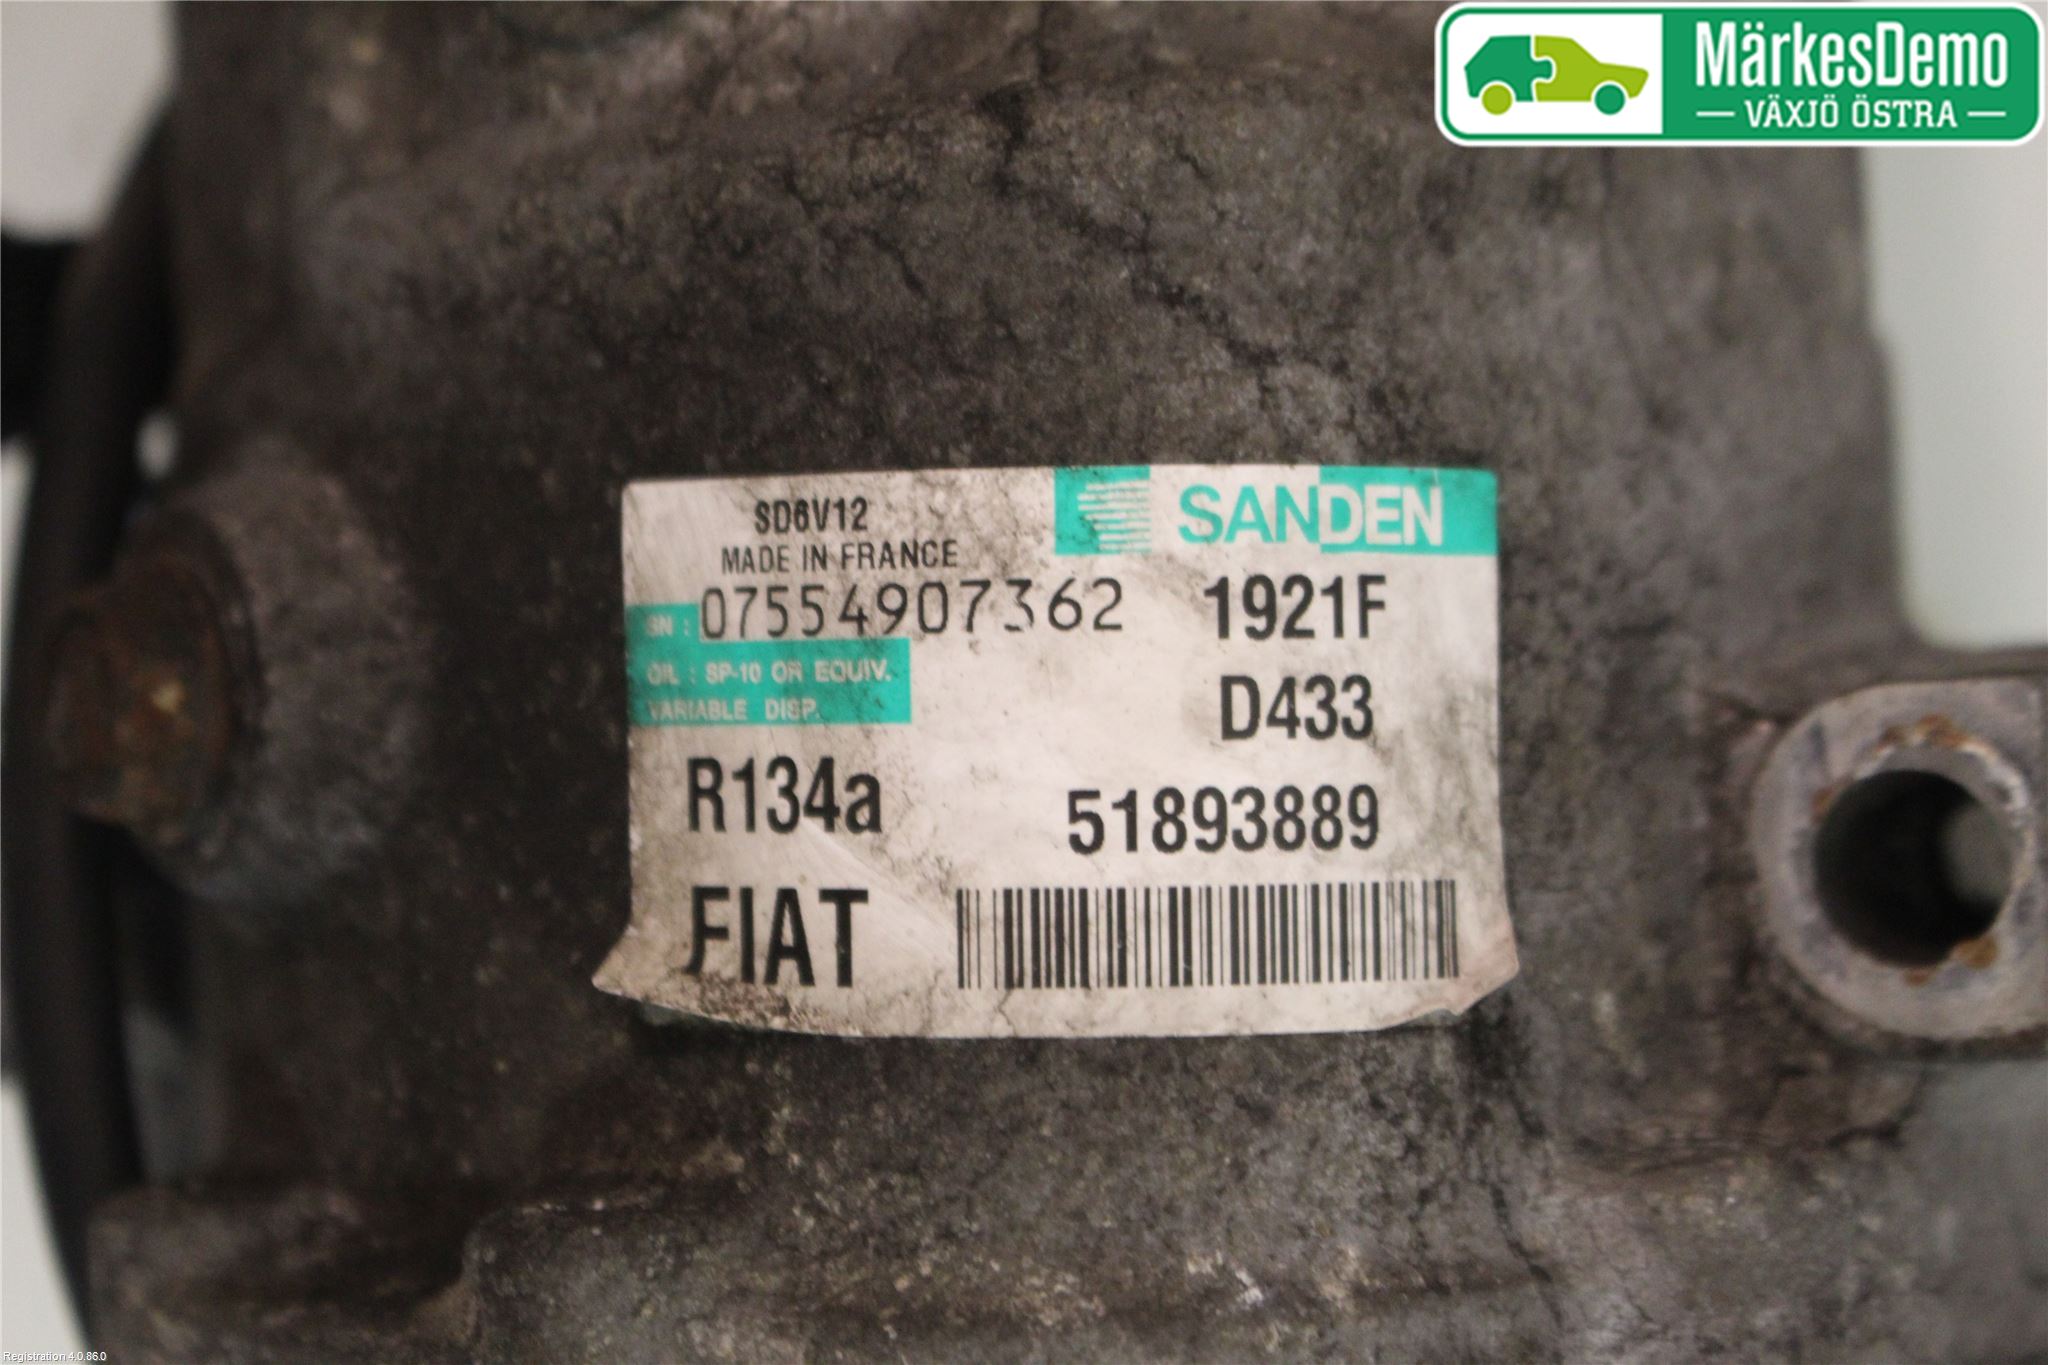 MärkesDemo
VÄXJÖ ÖSTRA
SANDEN
SD6V12
MADE IN FRANCE
SN : 07554907362 1921F
OIL : SP-10 OR EQUIV.
VARIABLE DISP.
D433
R134a 51893889
FIAT
Registration 4.0.86.0